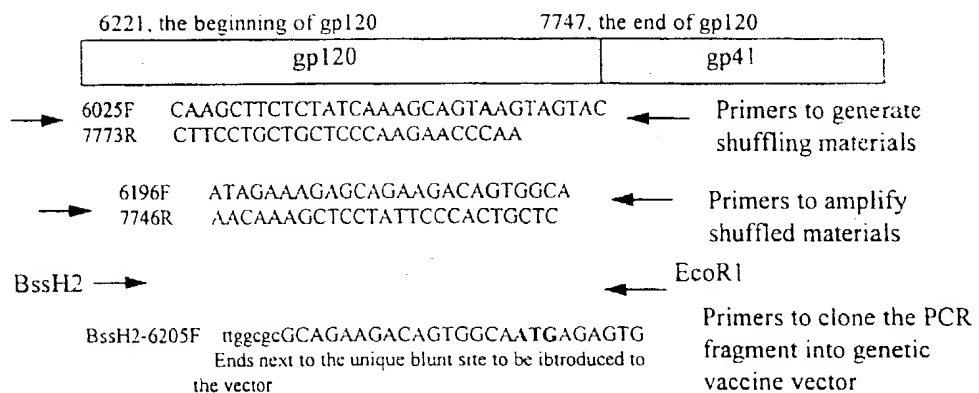 6221, the beginning of gp120 7747, the end of gp120
gp120 gp41
6025F CAAGCTTCTCTATCAAAGCAGTAAGTAGTAC Primers to generate
7773R CTTCCTGCTGCTCCCAAGAACCCAA shuffling materials
6196F ATAGAAAGAGCAGAAGACAGTGGCA Primers to amplify
7746R AACAAAGCTCCTATTCCCACTGCTC shuffled materials
BssH2 EcoR1
BssH2-6205F ttggcgcGCAGAAGACAGTGGCAATGAGAGTG Primers to clone the PCR
Ends next to the unique blunt site to be ibtroduced to fragment into genetic
the vector vaccine vector